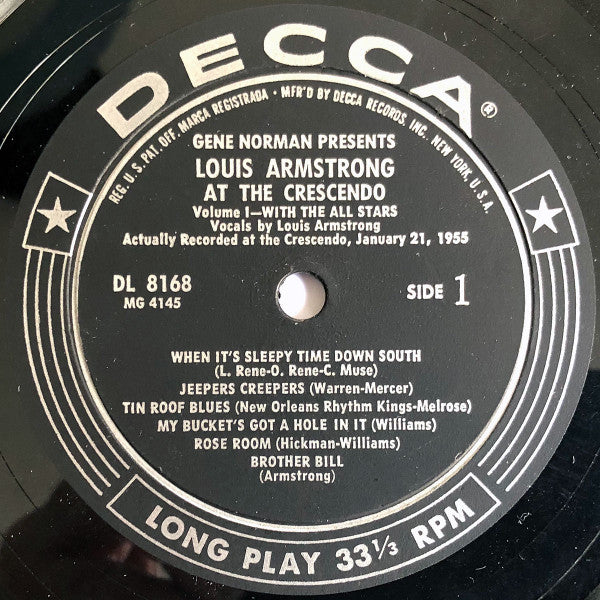 DECCA®
REG. U. S. PAT. OFF. MARCA REGISTRADA • MFR'D BY DECCA RECORDS, INC., NEW YORK, U.S.A.
GENE NORMAN PRESENTS
LOUIS ARMSTRONG
AT THE CRESCENDO
Volume I—WITH THE ALL STARS
Vocals by Louis Armstrong
Actually Recorded at the Crescendo, January 21, 1955
DL 8168
MG 4145
SIDE 1
WHEN IT'S SLEEPY TIME DOWN SOUTH
(L. Rene-O. Rene-C. Muse)
JEEPERS CREEPERS (Warren-Mercer)
TIN ROOF BLUES (New Orleans Rhythm Kings-Melrose)
MY BUCKET'S GOT A HOLE IN IT (Williams)
ROSE ROOM (Hickman-Williams)
BROTHER BILL
(Armstrong)
LONG PLAY 33⅓ RPM